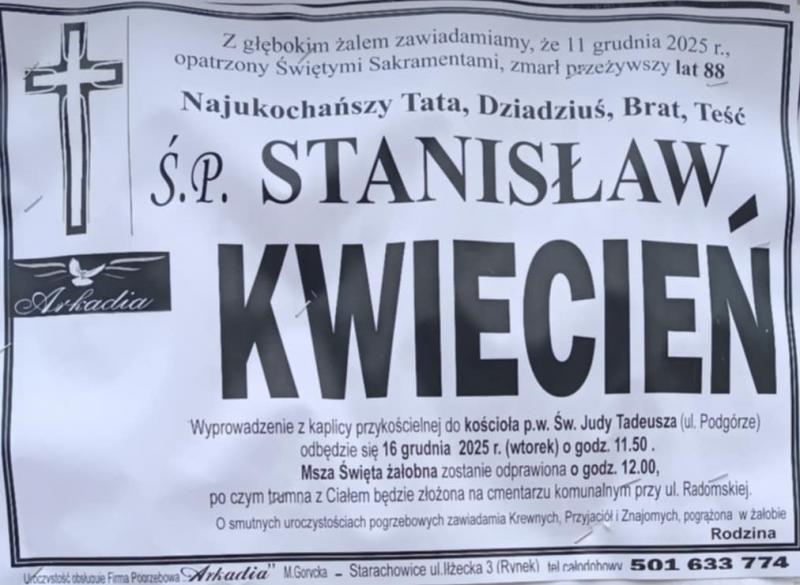 Z głębokim żalem zawiadamiamy, że 11 grudnia 2025 r.,
opatrzony Świętymi Sakramentami, zmarł przeżywszy lat 88
Najukochańszy Tata, Dziadziuś, Brat, Teść
Ś.P. STANISŁAW
KWIECIEŃ
Arkadia
Wyprowadzenie z kaplicy przykościelnej do kościoła p.w. Św. Judy Tadeusza (ul. Podgórze)
odbędzie się 16 grudnia 2025 r. (wtorek) o godz. 11.50 .
Msza Święta żałobna zostanie odprawiona o godz. 12.00,
po czym trumna z Ciałem będzie złożona na cmentarzu komunalnym przy ul. Radomskiej.
O smutnych uroczystościach pogrzebowych zawiadamia Krewnych, Przyjaciół i Znajomych, pogrążona w żałobie
Rodzina
Uroczystość obsługuje Firma Pogrzebowa "Arkadia" M.Gorycka – Starachowice ul.Iłżecka 3 (Rynek) tel.całodobowy 501 633 774